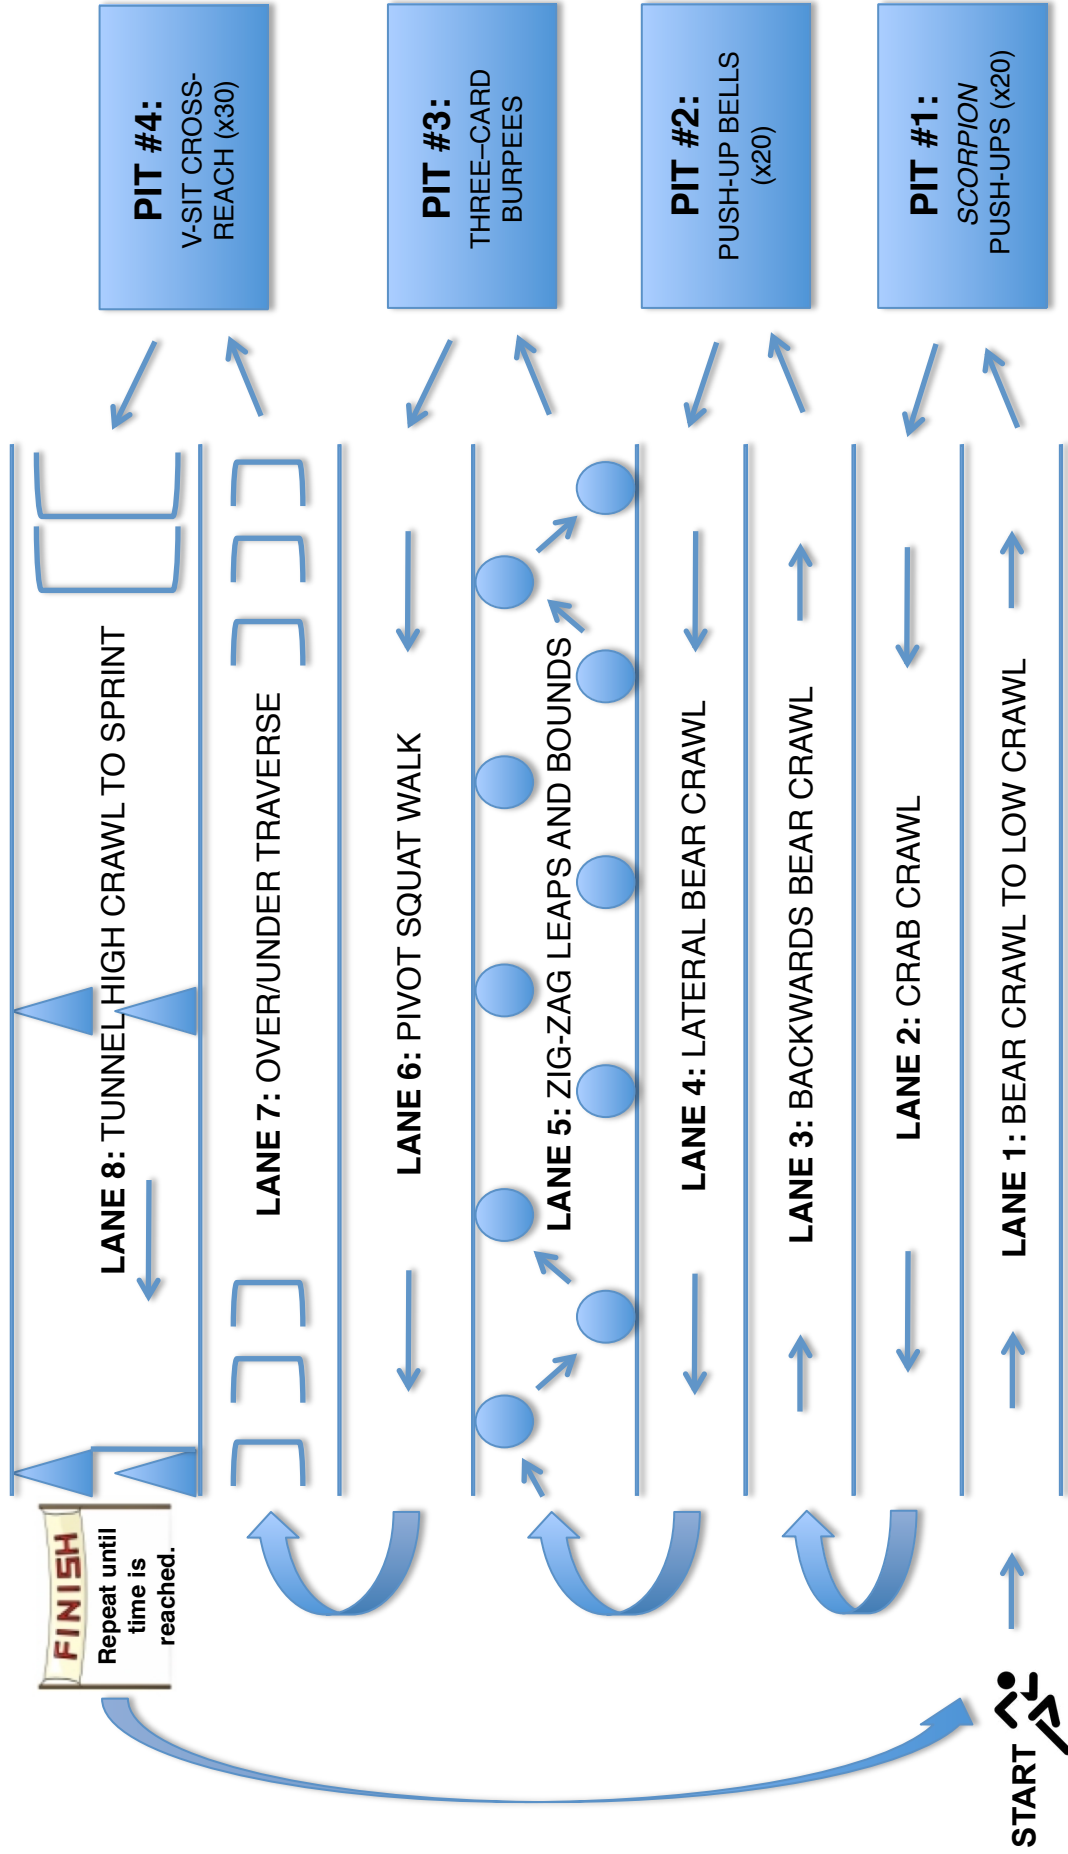 PIT #4:
V-SIT CROSS-
REACH (x30)
PIT #3:
THREE–CARD
BURPEES
PIT #2:
PUSH-UP BELLS
(x20)
PIT #1:
SCORPION
PUSH-UPS (x20)
LANE 8: TUNNEL HIGH CRAWL TO SPRINT
LANE 7: OVER/UNDER TRAVERSE
LANE 6: PIVOT SQUAT WALK
LANE 5: ZIG-ZAG LEAPS AND BOUNDS
LANE 4: LATERAL BEAR CRAWL
LANE 3: BACKWARDS BEAR CRAWL
LANE 2: CRAB CRAWL
LANE 1: BEAR CRAWL TO LOW CRAWL
FINISH
Repeat until
time is
reached.
START